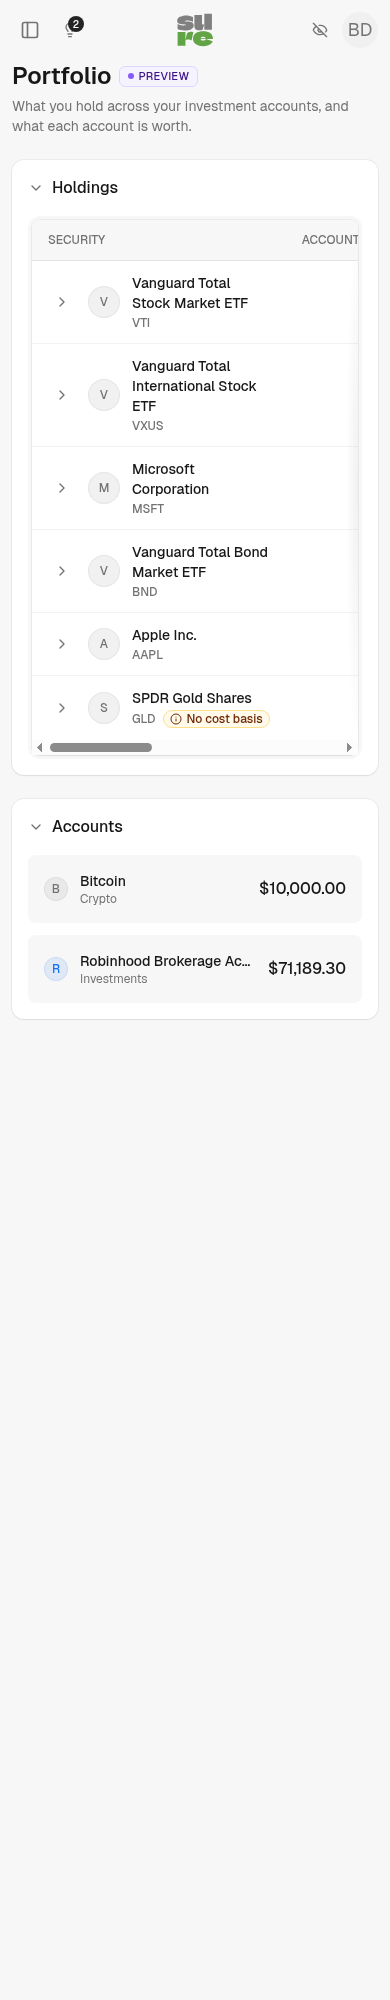 2
su
re
BD
Portfolio
PREVIEW
What you hold across your investment accounts, and
what each account is worth.
Holdings
SECURITY
ACCOUNT
V
Vanguard Total
Stock Market ETF
VTI
V
Vanguard Total
International Stock
ETF
VXUS
M
Microsoft
Corporation
MSFT
V
Vanguard Total Bond
Market ETF
BND
A
Apple Inc.
AAPL
S
SPDR Gold Shares
GLD
No cost basis
Accounts
B
Bitcoin
Crypto
$10,000.00
R
Robinhood Brokerage Ac...
Investments
$71,189.30